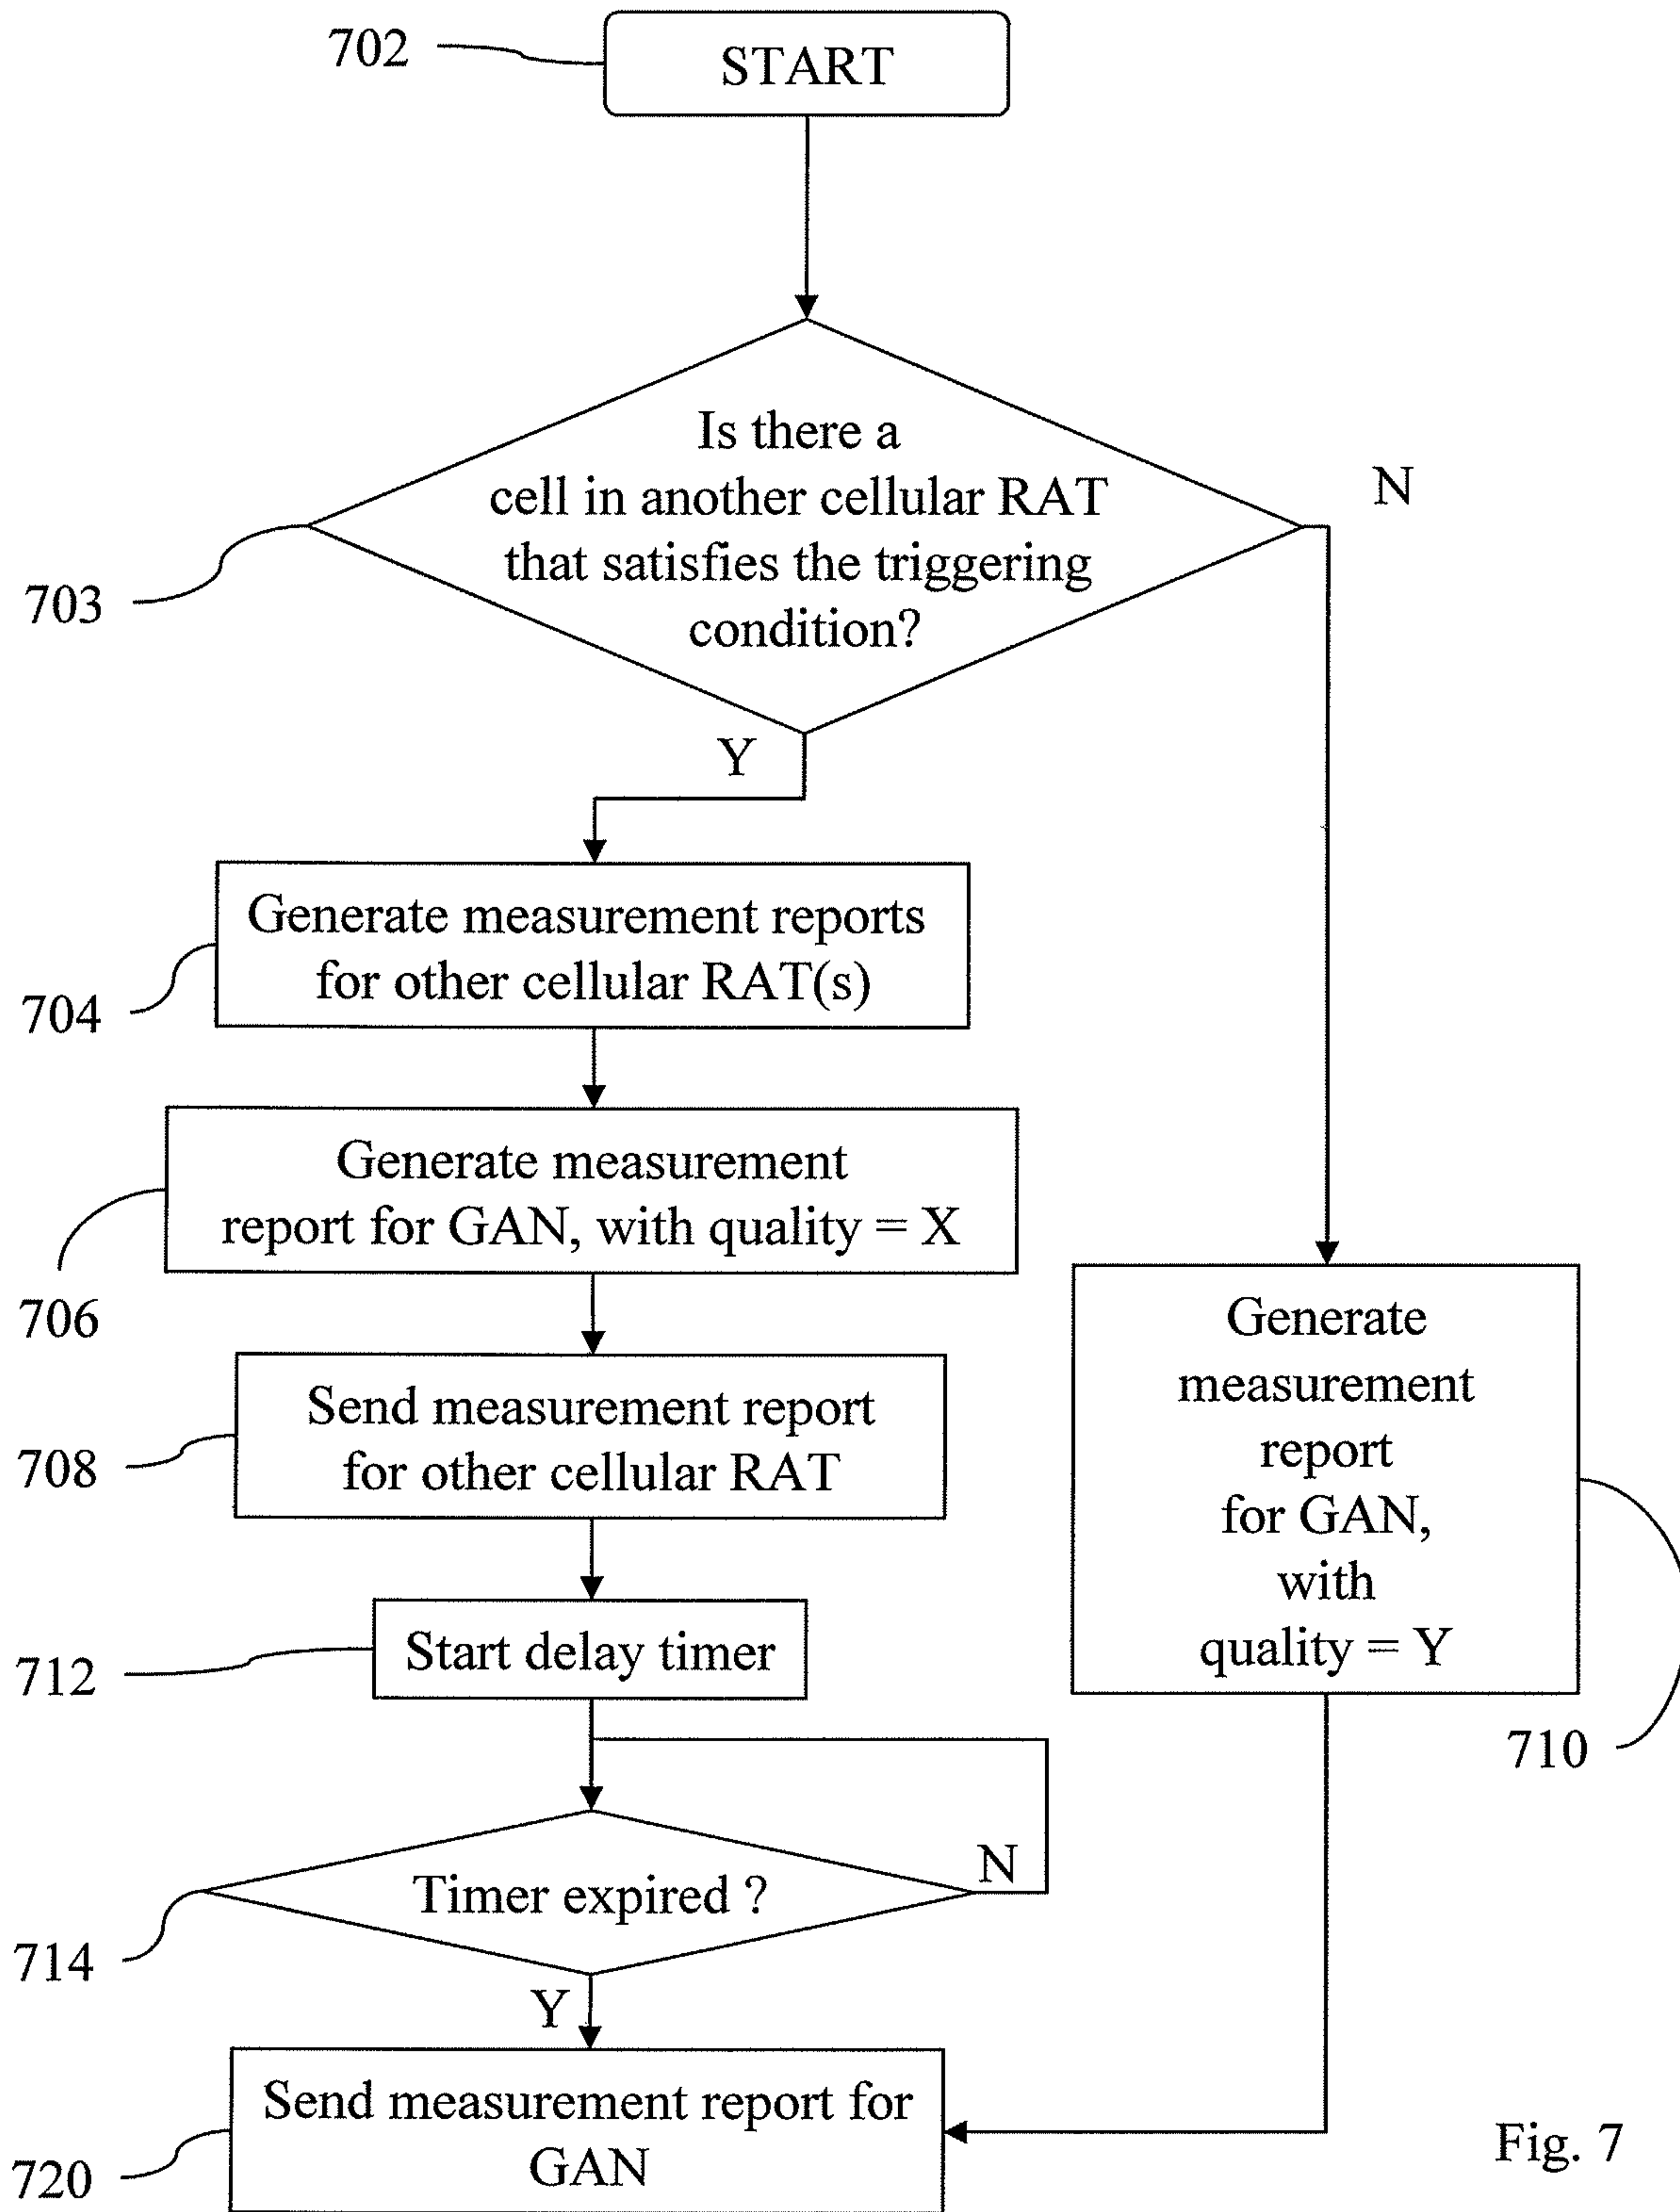 702
START
Is there a
cell in another cellular RAT
that satisfies the triggering
condition?
N
703
Y
Generate measurement reports
for other cellular RAT(s)
704
Generate measurement
report for GAN, with quality = X
706
Send measurement report
for other cellular RAT
708
Generate
measurement
report
for GAN,
with
quality = Y
710
Start delay timer
712
Timer expired ?
N
714
Y
Send measurement report for
GAN
720
Fig. 7